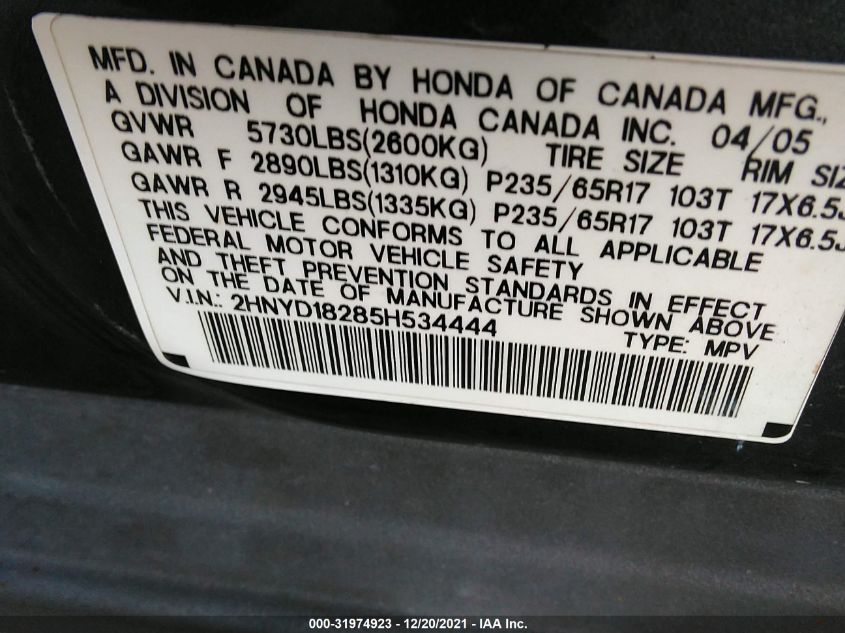 MFD. IN CANADA BY HONDA OF CANADA MFG.,
A DIVISION OF HONDA CANADA INC. 04/05
GVWR 5730LBS(2600KG) TIRE SIZE RIM SIZ
GAWR F 2890LBS(1310KG) P235/65R17 103T 17X6.5J
GAWR R 2945LBS(1335KG) P235/65R17 103T 17X6.5J
THIS VEHICLE CONFORMS TO ALL APPLICABLE
FEDERAL MOTOR VEHICLE SAFETY
AND THEFT PREVENTION STANDARDS IN EFFECT
ON THE DATE OF MANUFACTURE SHOWN ABOVE
V.I.N.: 2HNYD18285H534444 TYPE: MPV
000-31974923 - 12/20/2021 - IAA Inc.